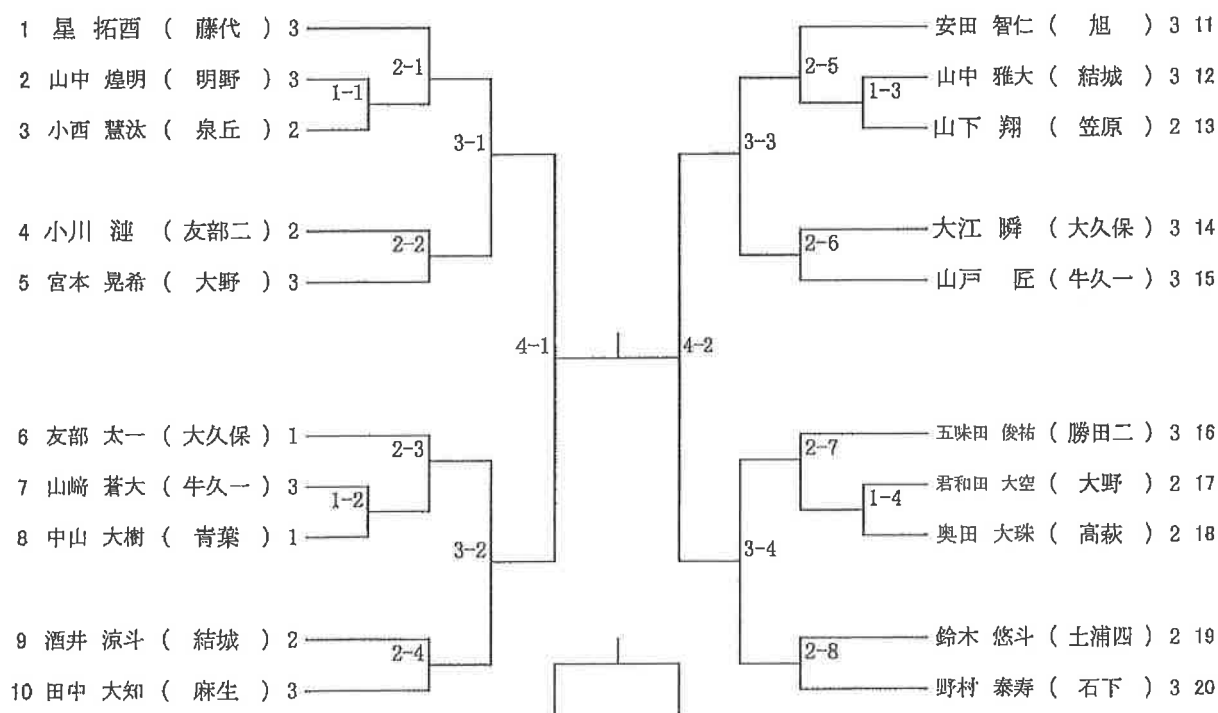 1 星 拓酉 ( 藤代 ) 3
2 山中 煌明 ( 明野 ) 3
3 小西 慧汰 ( 泉丘 ) 2
4 小川 漣 ( 友部二 ) 2
5 宮本 晃希 ( 大野 ) 3
6 友部 太一 ( 大久保 ) 1
7 山﨑 蒼大 ( 牛久一 ) 3
8 中山 大樹 ( 青葉 ) 1
9 酒井 涼斗 ( 結城 ) 2
10 田中 大知 ( 麻生 ) 3
2-1
1-1
3-1
2-2
4-1
2-3
1-2
3-2
2-4
2-5
1-3
3-3
2-6
4-2
2-7
1-4
3-4
2-8
安田 智仁 ( 旭 ) 3 11
山中 雅大 ( 結城 ) 3 12
山下 翔 ( 笠原 ) 2 13
大江 瞬 ( 大久保 ) 3 14
山戸 匠 ( 牛久一 ) 3 15
五味田 俊祐 ( 勝田二 ) 3 16
君和田 大空 ( 大野 ) 2 17
奥田 大珠 ( 高萩 ) 2 18
鈴木 悠斗 ( 土浦四 ) 2 19
野村 泰寿 ( 石下 ) 3 20